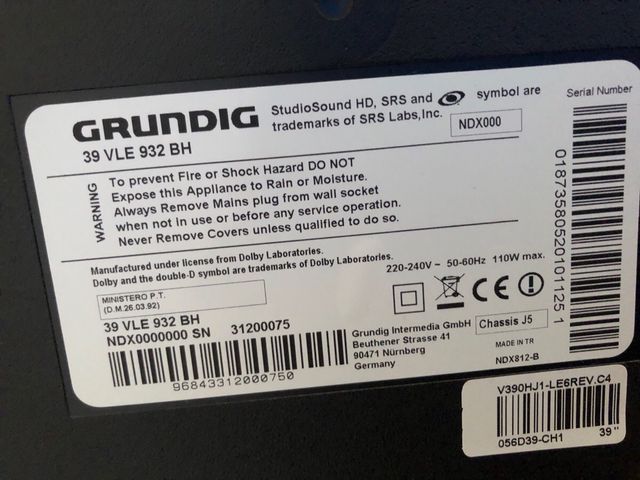 GRUNDIG
39 VLE 932 BH
StudioSound HD, SRS and symbol are
trademarks of SRS Labs,Inc.
NDX000
Serial Number
01873580520101125 1
WARNING
To prevent Fire or Shock Hazard DO NOT
Expose this Appliance to Rain or Moisture.
Always Remove Mains plug from wall socket
when not in use or before any service operation.
Never Remove Covers unless qualified to do so.
Manufactured under license from Dolby Laboratories.
Dolby and the double-D symbol are trademarks of Dolby Laboratories.
220-240V ~ 50-60Hz 110W max.
MINISTERO P.T.
(D.M.26.03.92)
39 VLE 932 BH
NDX0000000 SN 31200075
96843312000750
Grundig Intermedia GmbH
Beuthener Strasse 41
90471 Nürnberg
Germany
Chassis J5
MADE IN TR
NDX812-B
V390HJ1-LE6REV.C4
056D39-CH1 39"